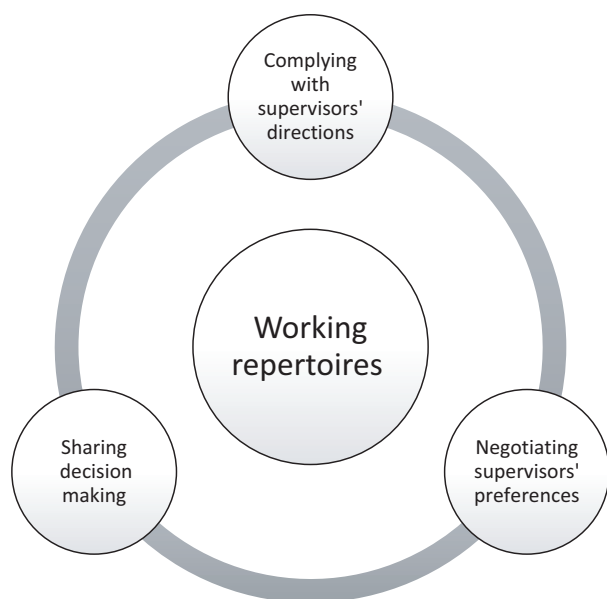 Complying
with
supervisors'
directions
Working
repertoires
Sharing
decision
making
Negotiating
supervisors'
preferences